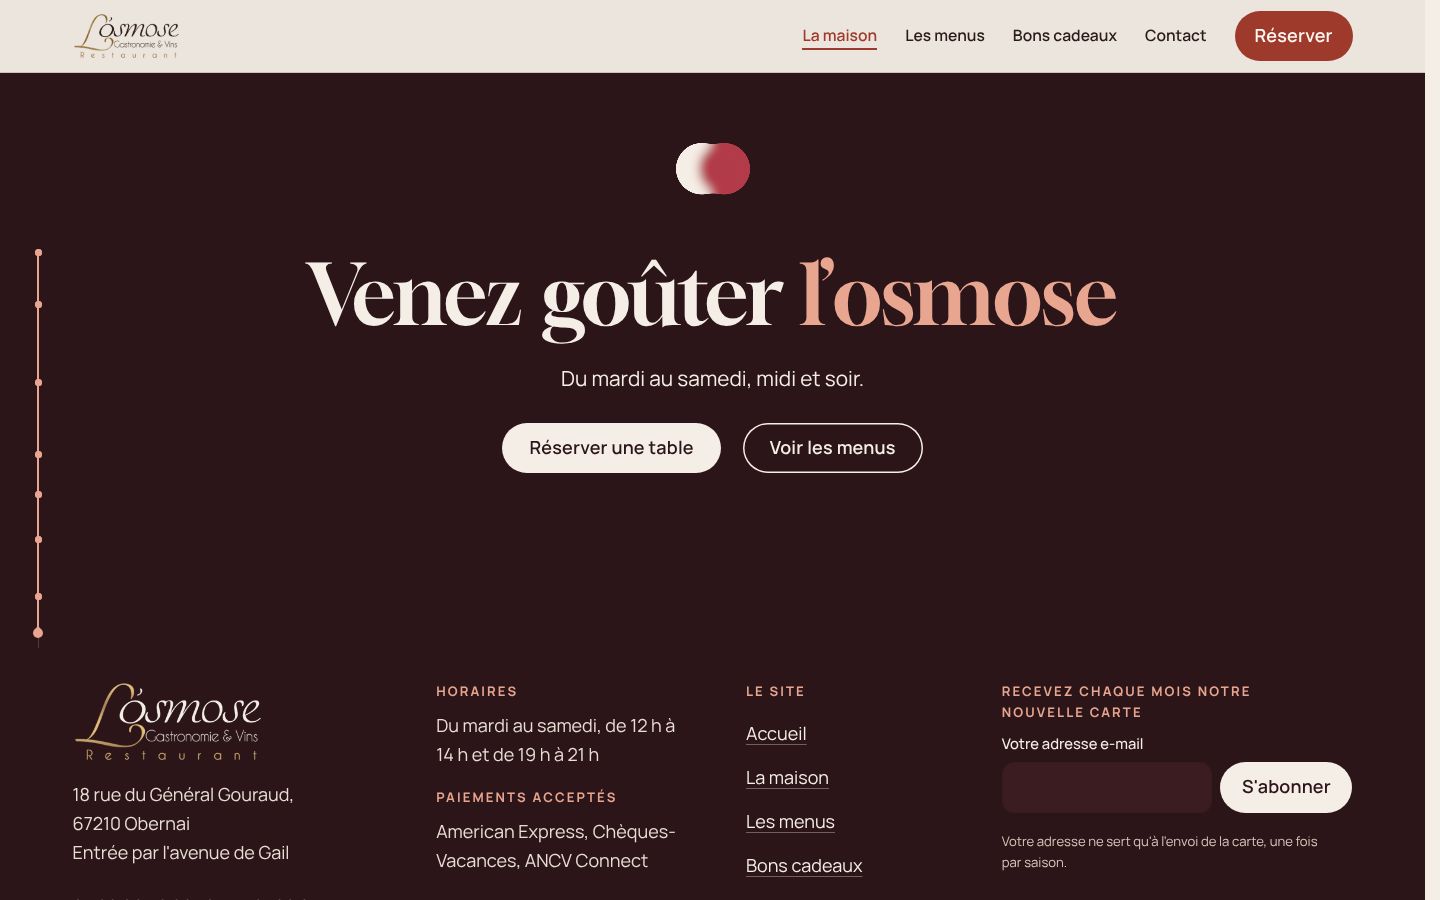 L'osmose
Gastronomie & Vins
Restaurant
La maison
Les menus
Bons cadeaux
Contact
Réserver
Venez goûter l’osmose
Du mardi au samedi, midi et soir.
Réserver une table
Voir les menus
L'osmose
Gastronomie & Vins
Restaurant
18 rue du Général Gouraud,
67210 Obernai
Entrée par l'avenue de Gail
HORAIRES
Du mardi au samedi, de 12 h à
14 h et de 19 h à 21 h
PAIEMENTS ACCEPTÉS
American Express, Chèques-
Vacances, ANCV Connect
LE SITE
Accueil
La maison
Les menus
Bons cadeaux
RECEVEZ CHAQUE MOIS NOTRE
NOUVELLE CARTE
Votre adresse e-mail
S'abonner
Votre adresse ne sert qu'à l'envoi de la carte, une fois
par saison.